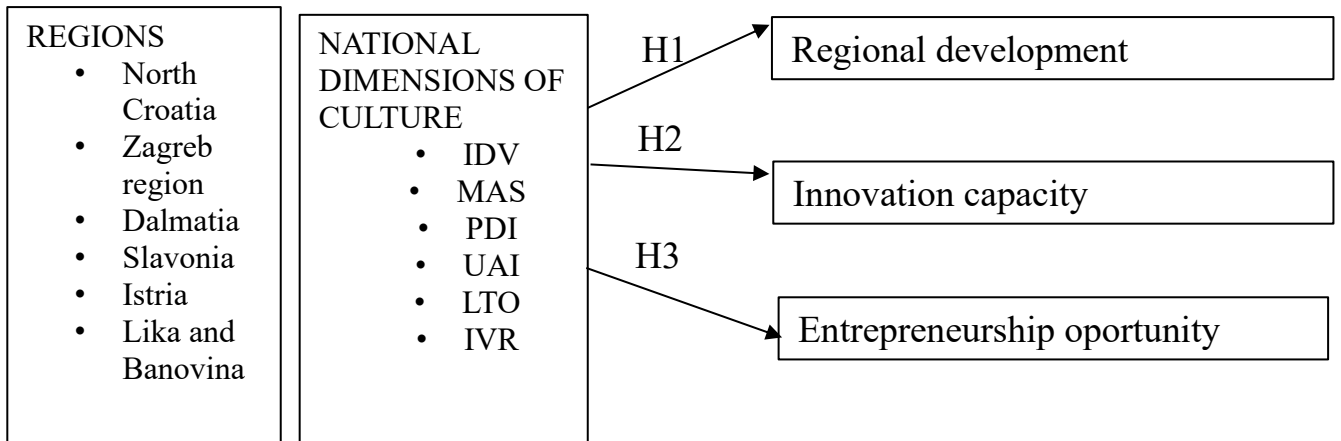 REGIONS
• North
Croatia
• Zagreb
region
• Dalmatia
• Slavonia
• Istria
• Lika and
Banovina
NATIONAL
DIMENSIONS OF
CULTURE
• IDV
• MAS
• PDI
• UAI
• LTO
• IVR
H1
Regional development
H2
Innovation capacity
H3
Entrepreneurship oportunity